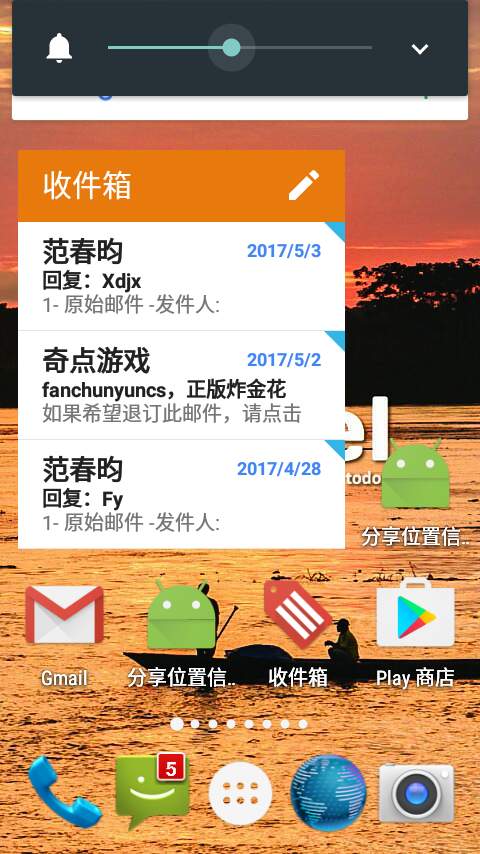 收件箱
范春昀
2017/5/3
回复：Xdjx
1- 原始邮件 -发件人:
奇点游戏
2017/5/2
fanchunyuncs，正版炸金花
如果希望退订此邮件，请点击
范春昀
2017/4/28
回复：Fy
1- 原始邮件 -发件人:
el
todo
分享位置信..
Gmail
分享位置信..
收件箱
Play 商店
5